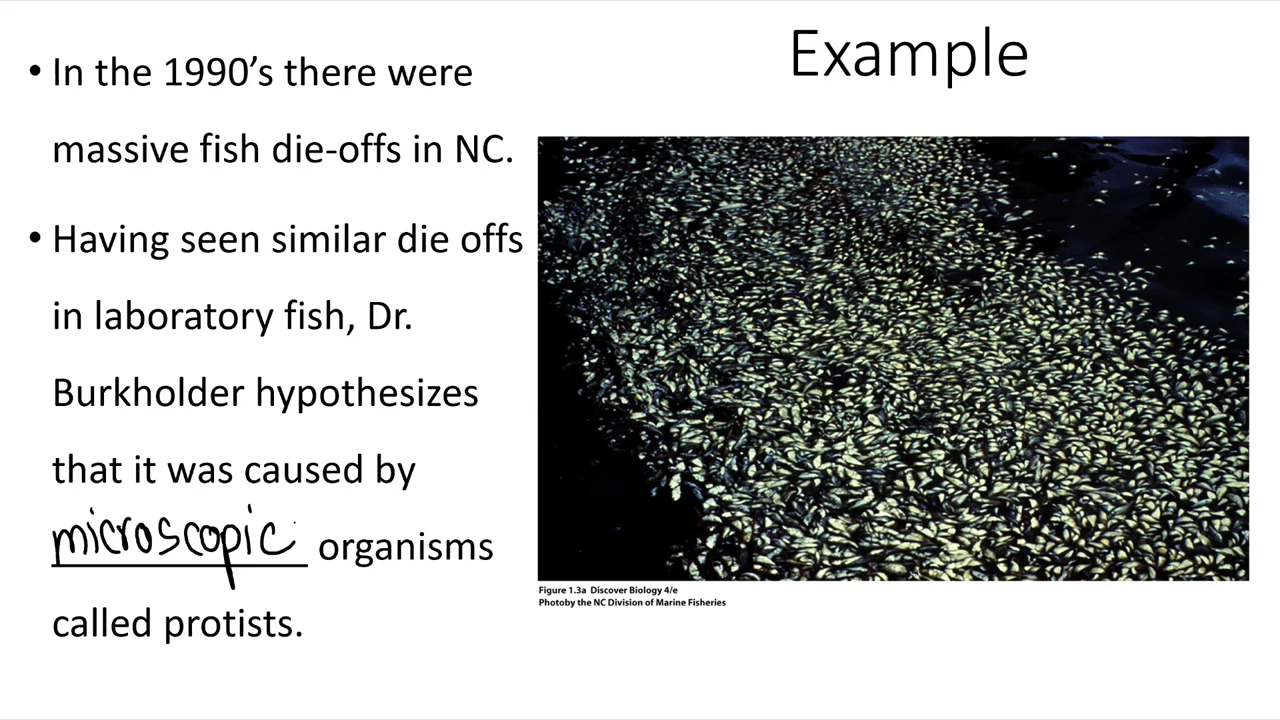 Example
• In the 1990’s there were
massive fish die-offs in NC.
• Having seen similar die offs
in laboratory fish, Dr.
Burkholder hypothesizes
that it was caused by
microscopic organisms
called protists.
Figure 1.3a Discover Biology 4/e
Photoby the NC Division of Marine Fisheries